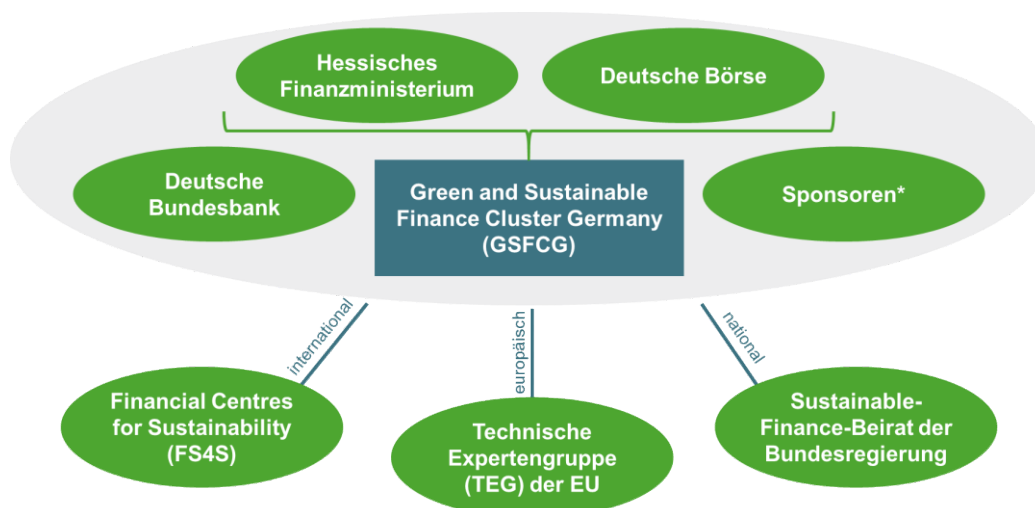 Hessisches
Finanzministerium
Deutsche Börse
Deutsche
Bundesbank
Green and Sustainable
Finance Cluster Germany
(GSFCG)
Sponsoren*
international
europäisch
national
Financial Centres
for Sustainability
(FS4S)
Technische
Expertengruppe
(TEG) der EU
Sustainable-
Finance-Beirat der
Bundesregierung